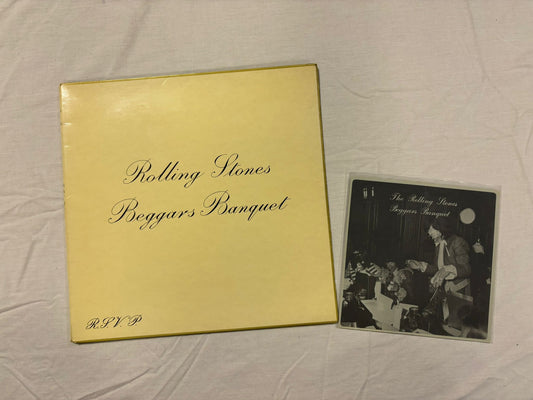 Rolling Stones
Beggars Banquet
R.S.V.P
The Rolling Stones
Beggars Banquet